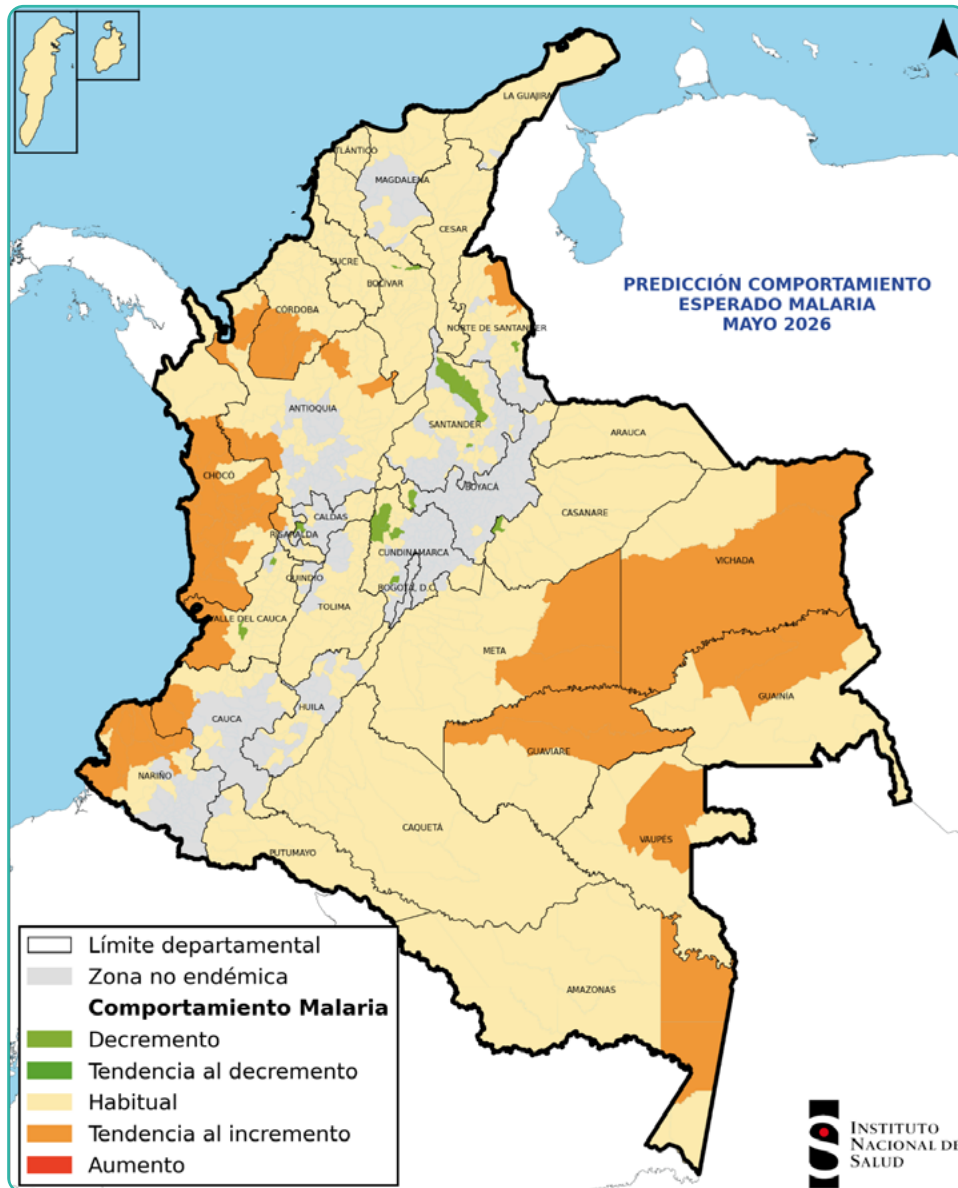 LA GUAJIRA
TLÁNTICO
MAGDALENA
CESAR
SUCRE
BOLÍVAR
CÓRDOBA
NORTE DE SANTANDER
PREDICCIÓN COMPORTAMIENTO
ESPERADO MALARIA
MAYO 2026
ANTIOQUIA
SANTANDER
ARAUCA
CHOCÓ
BOYACÁ
CASANARE
CALDAS
RISARALDA
CUNDINAMARCA
VICHADA
QUINDIO
BOGOTÁ, D.C.
TOLIMA
VALLE DEL CAUCA
META
GUAINÍA
HUILA
CAUCA
GUAVIARE
NARIÑO
CAQUETÁ
VAUPÉS
PUTUMAYO
AMAZONAS
Límite departamental
Zona no endémica
Comportamiento Malaria
Decremento
Tendencia al decremento
Habitual
Tendencia al incremento
Aumento
INSTITUTO
NACIONAL DE
SALUD